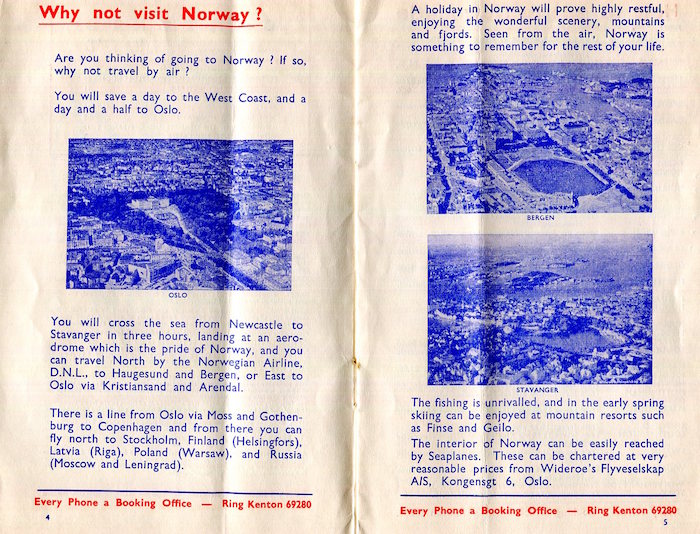 Why not visit Norway ?
Are you thinking of going to Norway ? If so,
why not travel by air ?
You will save a day to the West Coast, and a
day and a half to Oslo.
OSLO
You will cross the sea from Newcastle to
Stavanger in three hours, landing at an aero-
drome which is the pride of Norway, and you
can travel North by the Norwegian Airline,
D.N.L., to Haugesund and Bergen, or East to
Oslo via Kristiansand and Arendal.
There is a line from Oslo via Moss and Gothen-
burg to Copenhagen and from there you can
fly north to Stockholm, Finland (Helsingfors),
Latvia (Riga), Poland (Warsaw). and Russia
(Moscow and Leningrad).
Every Phone a Booking Office — Ring Kenton 69280
4
A holiday in Norway will prove highly restful,
enjoying the wonderful scenery, mountains
and fjords. Seen from the air, Norway is
something to remember for the rest of your life.
BERGEN
STAVANGER
The fishing is unrivalled, and in the early spring
skiing can be enjoyed at mountain resorts such
as Finse and Geilo.
The interior of Norway can be easily reached
by Seaplanes. These can be chartered at very
reasonable prices from Wideroe's Flyveselskap
A/S, Kongensgt 6, Oslo.
Every Phone a Booking Office — Ring Kenton 69280
5